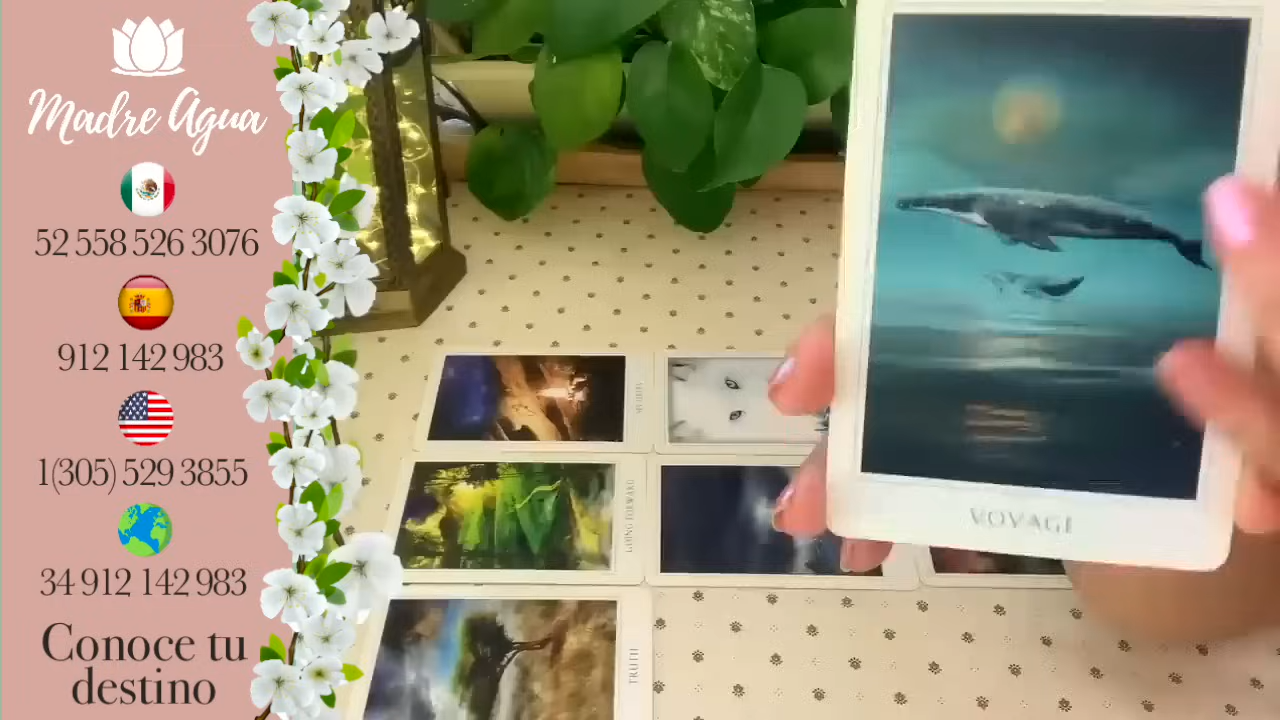 Madre Agua
52 558 526 3076
912 142 983
1(305) 529 3855
34 912 142 983
Conoce tu
destino
VOYAGE
GOING FORWARD
TRUTH